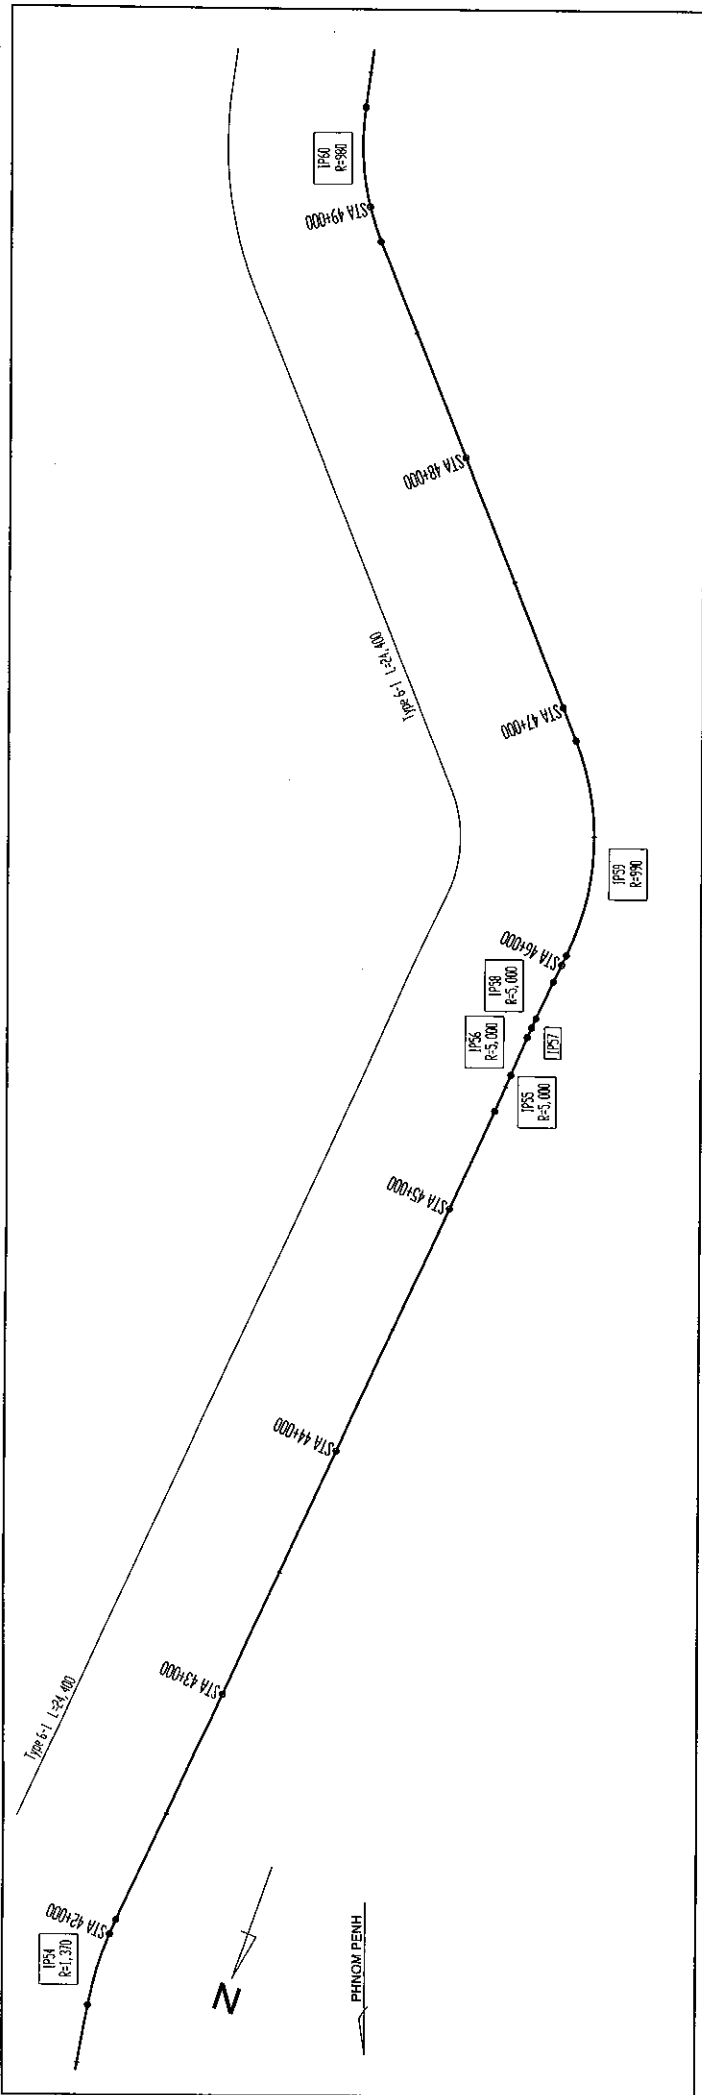 IP60
R=980
STA 49+000
STA 48+000
Type 6-1 L=24,400
STA 47+000
IP59
R=990
STA 46+000
IP58
R=5,000
IP56
R=5,000
IP57
IP55
R=5,000
STA 45+000
STA 44+000
STA 43+000
Type 6-1 L=24,400
STA 42+000
IP54
R=1,370
N
PHNOM PENH